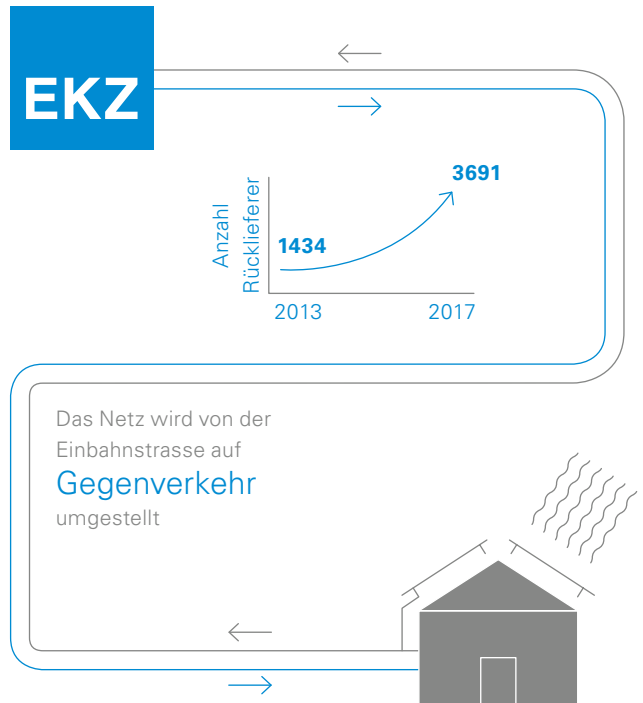 EKZ
3691
Anzahl
Rücklieferer
1434
2013
2017
Das Netz wird von der
Einbahnstrasse auf
Gegenverkehr
umgestellt